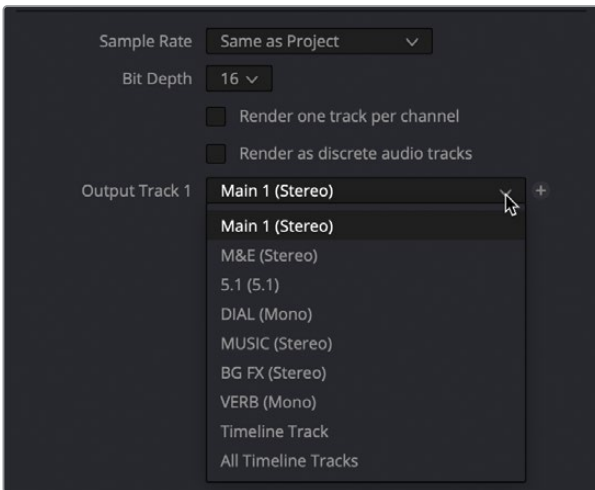 Sample Rate Same as Project
Bit Depth 16
Render one track per channel
Render as discrete audio tracks
Output Track 1 Main 1 (Stereo) +
Main 1 (Stereo)
M&E (Stereo)
5.1 (5.1)
DIAL (Mono)
MUSIC (Stereo)
BG FX (Stereo)
VERB (Mono)
Timeline Track
All Timeline Tracks